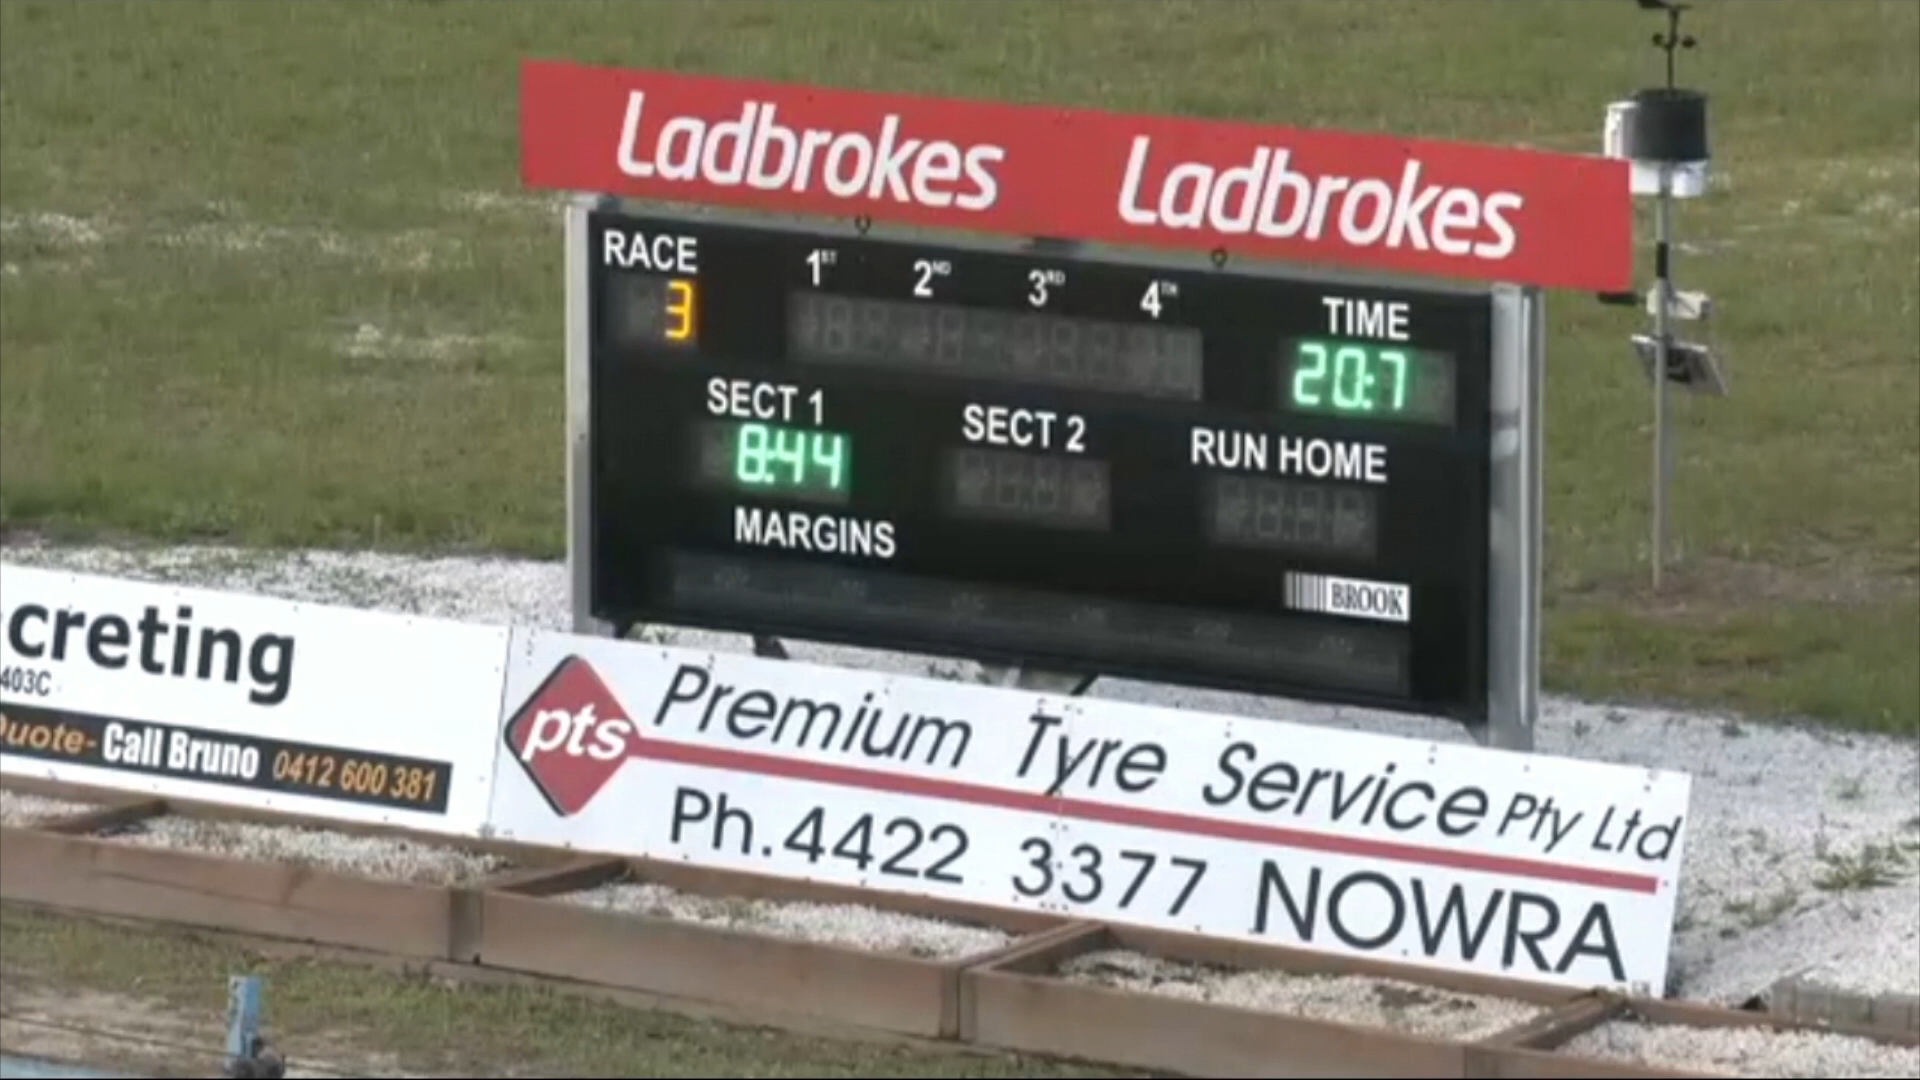 Ladbrokes Ladbrokes
RACE 1ST 2ND 3RD 4TH TIME
3 20:7
SECT 1 SECT 2 RUN HOME
8:44
MARGINS
BROOK
creting
403C
Quote- Call Bruno 0412 600 381
pts Premium Tyre Service Pty Ltd
Ph.4422 3377 NOWRA